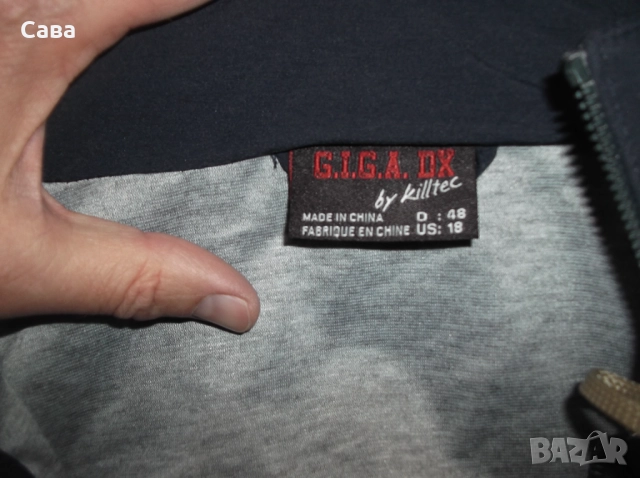 Сава
G.I.G.A. DX
by killtec
MADE IN CHINA D : 48
FABRIQUE EN CHINE US: 18
BAZAR